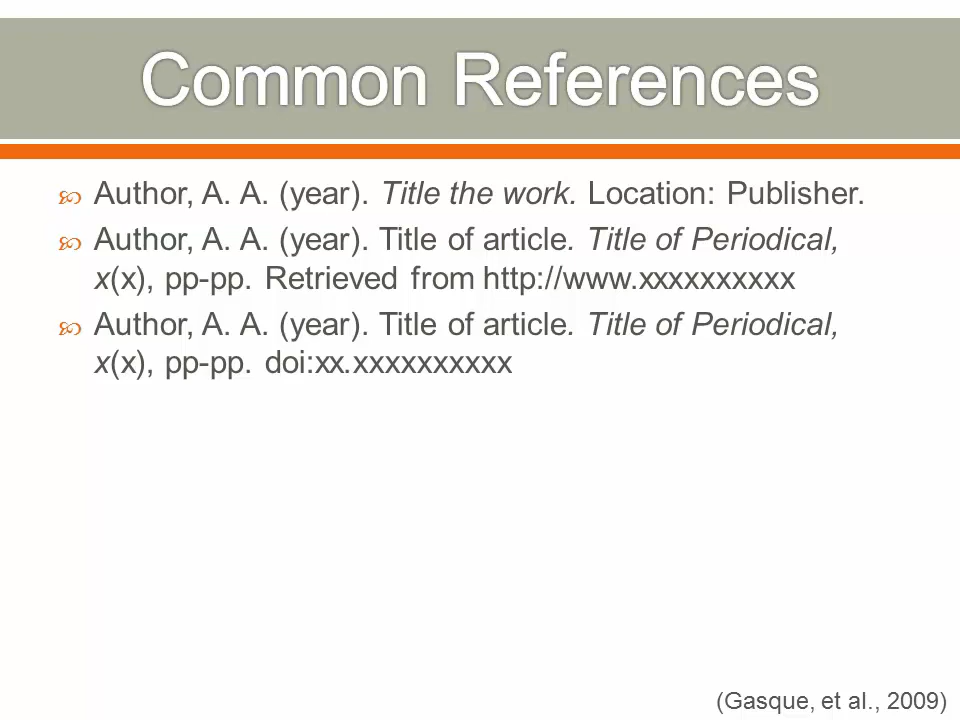 Common References
Author, A. A. (year). Title the work. Location: Publisher.
Author, A. A. (year). Title of article. Title of Periodical,
x(x), pp-pp. Retrieved from http://www.xxxxxxxxxx
Author, A. A. (year). Title of article. Title of Periodical,
x(x), pp-pp. doi:xx.xxxxxxxxxx
(Gasque, et al., 2009)